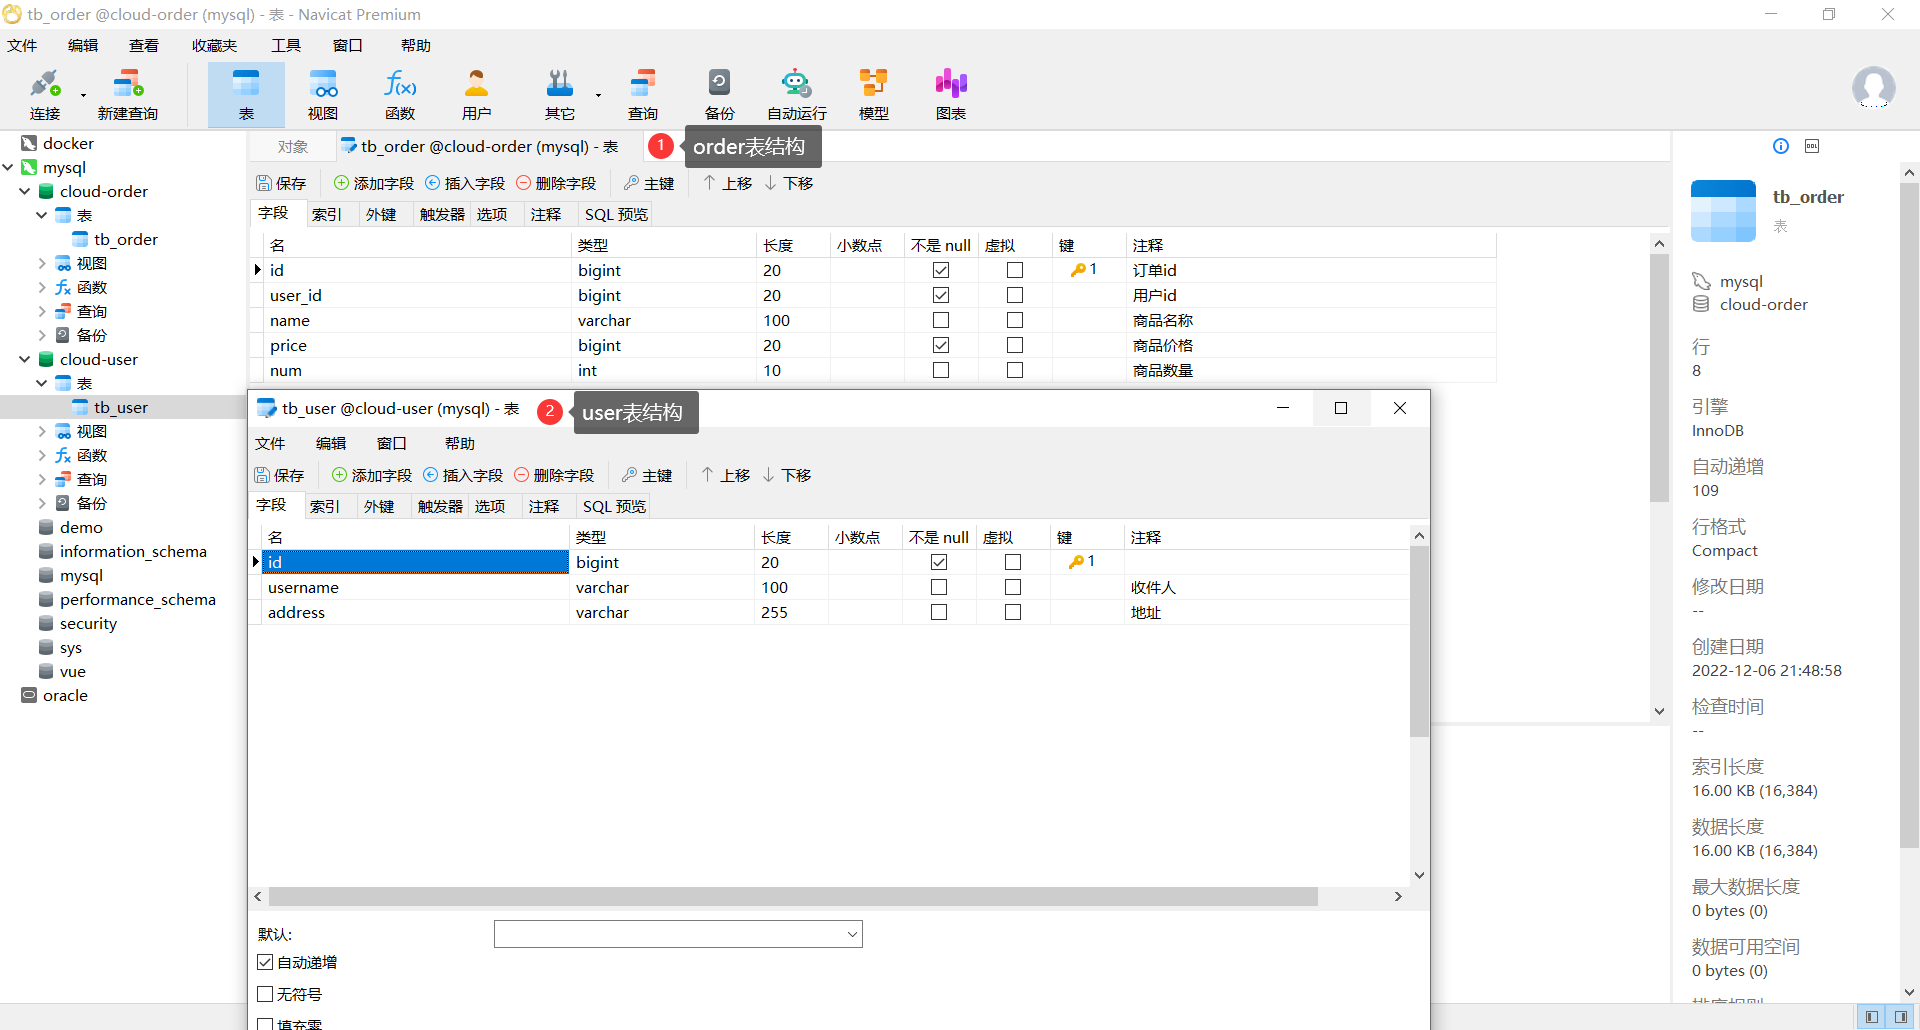 tb_order @cloud-order (mysql) - 表 - Navicat Premium
文件 编辑 查看 收藏夹 工具 窗口 帮助
连接 新建查询 表 视图 函数 用户 其它 查询 备份 自动运行 模型 图表
docker
mysql
cloud-order
表
tb_order
视图
函数
查询
备份
cloud-user
表
tb_user
视图
函数
查询
备份
demo
information_schema
mysql
performance_schema
security
sys
vue
oracle
对象 tb_order @cloud-order (mysql) - 表 1 order表结构
保存 添加字段 插入字段 删除字段 主键 上移 下移
字段 索引 外键 触发器 选项 注释 SQL 预览
名 类型 长度 小数点 不是 null 虚拟 键 注释
id bigint 20 1 订单id
user_id bigint 20 用户id
name varchar 100 商品名称
price bigint 20 商品价格
num int 10 商品数量
tb_user @cloud-user (mysql) - 表 2 user表结构
文件 编辑 窗口 帮助
保存 添加字段 插入字段 删除字段 主键 上移 下移
字段 索引 外键 触发器 选项 注释 SQL 预览
名 类型 长度 小数点 不是 null 虚拟 键 注释
id bigint 20 1
username varchar 100 收件人
address varchar 255 地址
默认:
自动递增
无符号
填充零
DDL
tb_order
表
mysql
cloud-order
行
8
引擎
InnoDB
自动递增
109
行格式
Compact
修改日期
--
创建日期
2022-12-06 21:48:58
检查时间
--
索引长度
16.00 KB (16,384)
数据长度
16.00 KB (16,384)
最大数据长度
0 bytes (0)
数据可用空间
0 bytes (0)